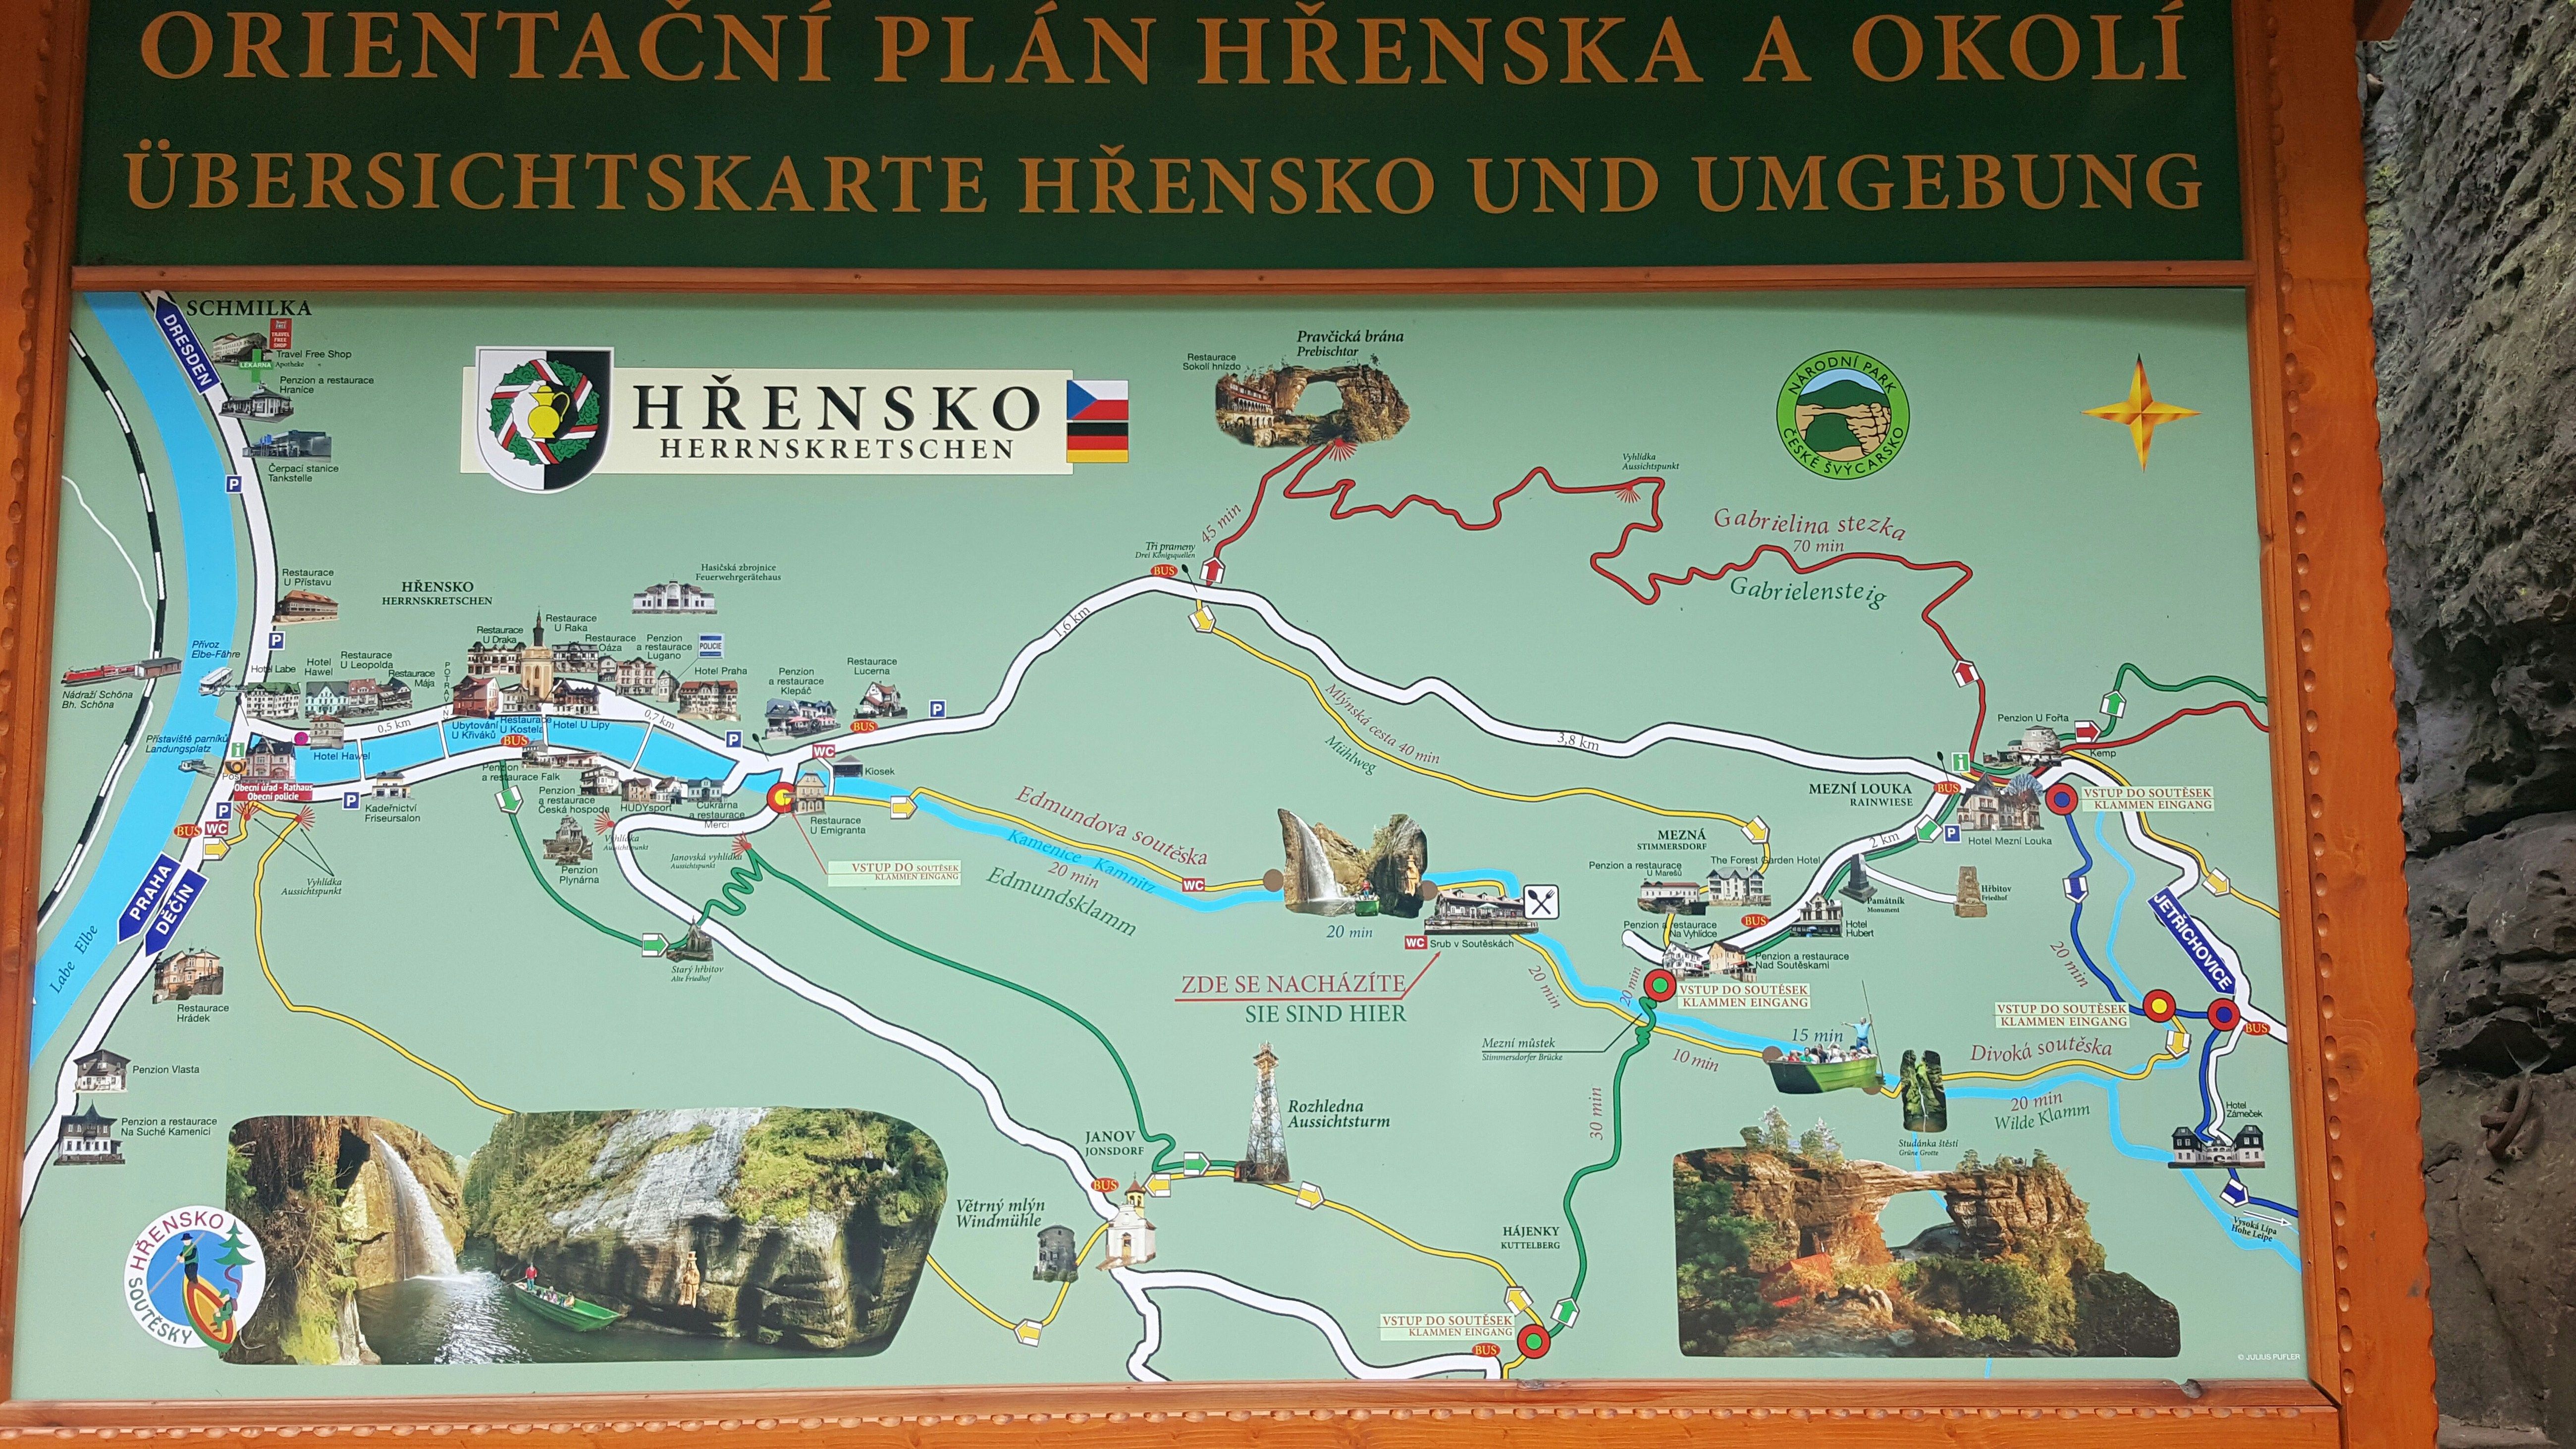 ORIENTAČNÍ PLÁN HŘENSKA A OKOLÍ
ÜBERSICHTSKARTE HŘENSKO UND UMGEBUNG
SCHMILKA
DRESDEN
TRAVEL
FREE
SHOP
Travel Free Shop
LÉKÁRNA
Apotheke
Penzion a restaurace
Hranice
Čerpací stanice
Tankstelle
P
HŘENSKO
HERRNSKRETSCHEN
Restaurace
Sokolí hnízdo
Pravčická brána
Prebischtor
NÁRODNÍ PARK
ČESKÉ ŠVÝCARSKO
Vyhlídka
Aussichtspunkt
Gabrielina stezka
70 min
Gabrielensteig
45 min
Tři prameny
Drei Königsquellen
BUS
1,6 km
Restaurace
U Přístavu
P
HŘENSKO
HERRNSKRETSCHEN
Hasičská zbrojnice
Feuerwehrgerätehaus
Přívoz
Elbe-Fähre
Nádraží Schöna
Bh. Schöna
Hotel Labe
Hotel
Hawel
Restaurace
U Leopolda
Restaurace
Mája
POTRAVINY
Restaurace
U Draka
Restaurace
U Raka
Restaurace
Oáza
Penzion
a restaurace
Lugano
POLICIE
Hotel Praha
Penzion
a restaurace
Klepáč
Restaurace
Lucerna
BUS
P
0,5 km
0,7 km
Ubytování
U Křiváků
Restaurace
U Kostela
Hotel U Lípy
BUS
P
WC
Kiosek
Přístaviště parníků
Landungsplatz
i
Pošta
Hotel Hawel
Obecní úřad - Rathaus
Obecní policie
P
BUS
WC
P
Kadeřnictví
Friseursalon
Penzion
a restaurace Falk
Penzion
a restaurace
Česká hospoda
HUDYsport
Cukrárna
a restaurace
Merci
Restaurace
U Emigranta
Vyhlídka
Aussichtspunkt
Penzion
Plynárna
Janovská vyhlídka
Aussichtspunkt
VSTUP DO SOUTĚSEK
KLAMMEN EINGANG
Vyhlídka
Aussichtspunkt
PRAHA
DĚČÍN
Labe Elbe
Restaurace
Hrádek
Starý hřbitov
Alte Friedhof
Edmundova soutěska
Kamenice Kamnitz
20 min
Edmundsklamm
WC
20 min
WC
Srub v Soutěskách
ZDE SE NACHÁZÍTE
SIE SIND HIER
Mlýnská cesta 40 min
Mühlweg
3,8 km
MEZNÍ LOUKA
RAINWIESE
BUS
i
Penzion U Forta
Kemp
P
Hotel Mezní Louka
VSTUP DO SOUTĚSEK
KLAMMEN EINGANG
2 km
MEZNÁ
STIMMERSDORF
Penzion a restaurace
U Marešů
The Forest Garden Hotel
Památník
Monument
Hřbitov
Friedhof
BUS
Hotel
Hubert
Penzion a restaurace
Na Vyhlídce
Penzion a restaurace
Nad Soutěskami
VSTUP DO SOUTĚSEK
KLAMMEN EINGANG
20 min
20 min
Mezní můstek
Stimmersdorfer Brücke
10 min
15 min
JETŘICHOVICE
20 min
VSTUP DO SOUTĚSEK
KLAMMEN EINGANG
BUS
Divoká soutěska
20 min
Wilde Klamm
Studánka štěstí
Grüne Grotte
Hotel
Zámeček
Vysoká Lípa
Hohe Leipe
Penzion Vlasta
Penzion a restaurace
Na Suché Kamenici
Rozhledna
Aussichtsturm
JANOV
JONSDORF
BUS
Větrný mlýn
Windmühle
30 min
HÁJENKY
KUTTELBERG
VSTUP DO SOUTĚSEK
KLAMMEN EINGANG
BUS
HŘENSKO
SOUTĚSKY
© JULIUS PUFLER